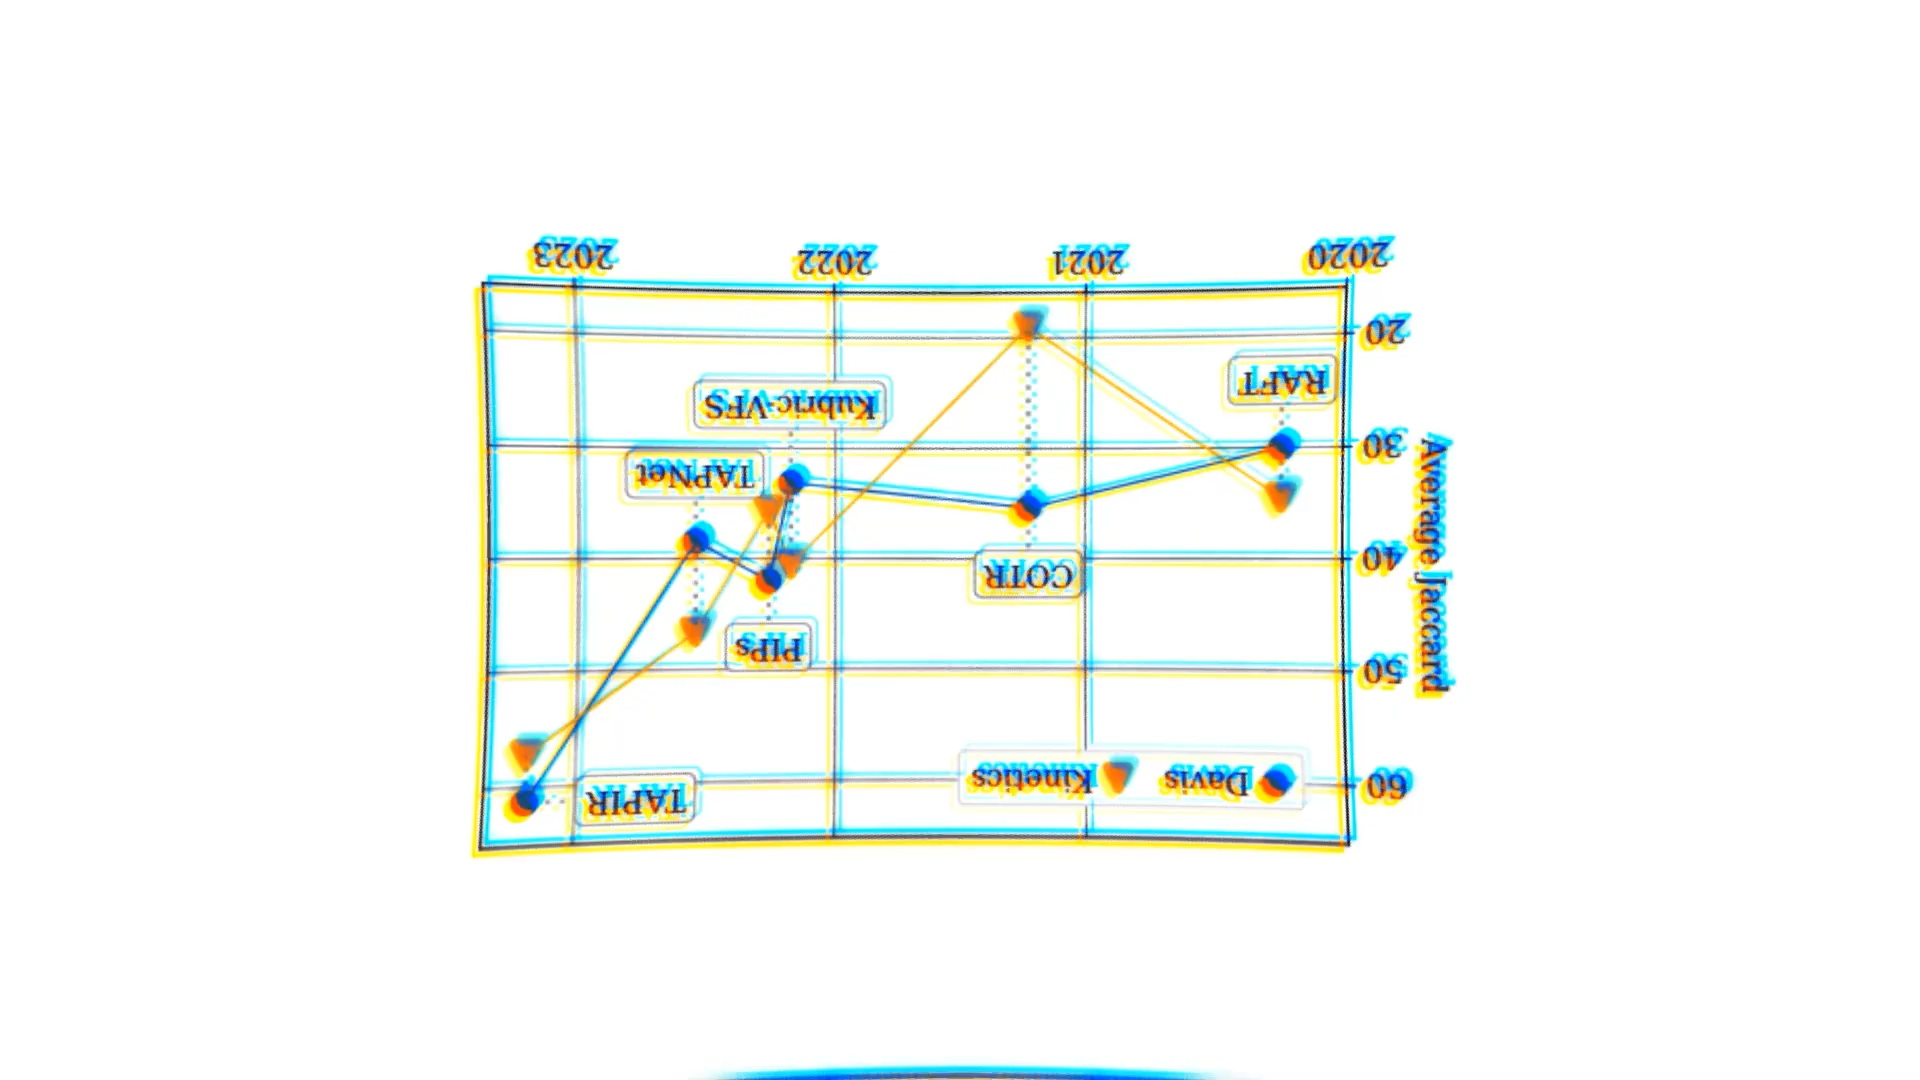 Average Jaccard
60
50
40
30
20
2020
2021
2022
2023
Davis
Kinetics
RAFT
COTR
Kubric-VFS
PIPs
TAPNet
TAPIR